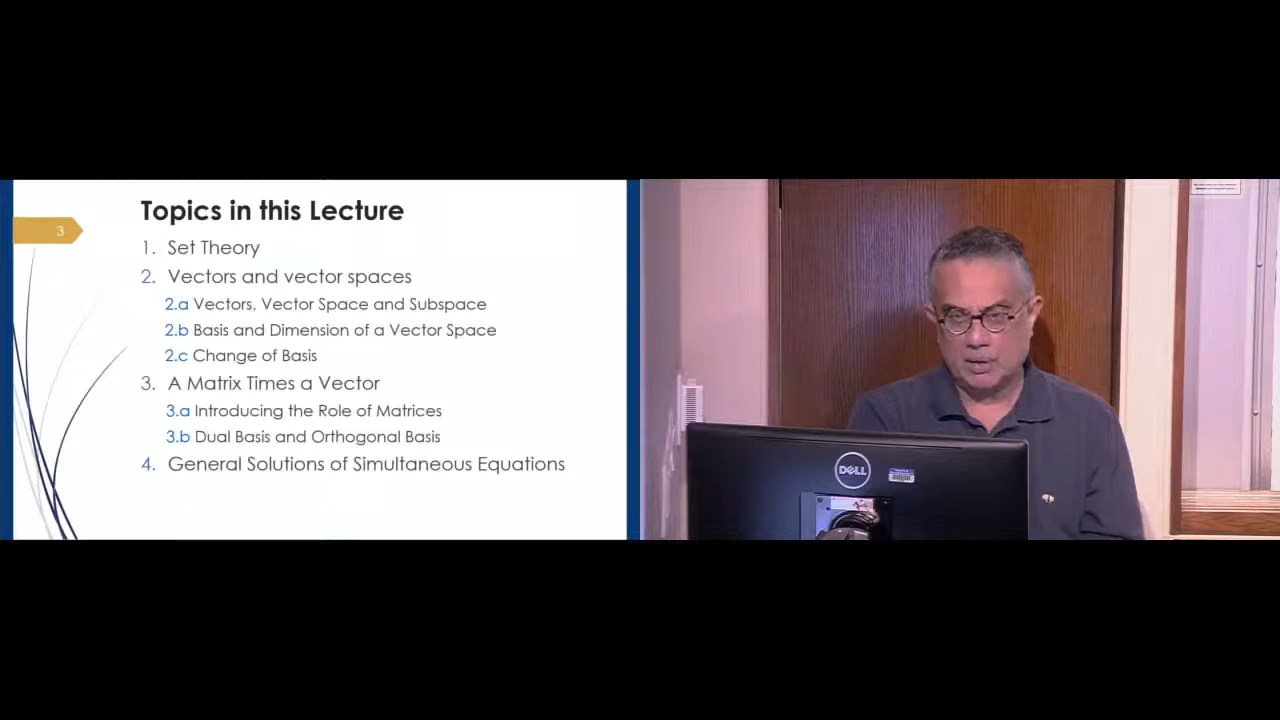 3
Topics in this Lecture
1. Set Theory
2. Vectors and vector spaces
2.a Vectors, Vector Space and Subspace
2.b Basis and Dimension of a Vector Space
2.c Change of Basis
3. A Matrix Times a Vector
3.a Introducing the Role of Matrices
3.b Dual Basis and Orthogonal Basis
4. General Solutions of Simultaneous Equations
DELL